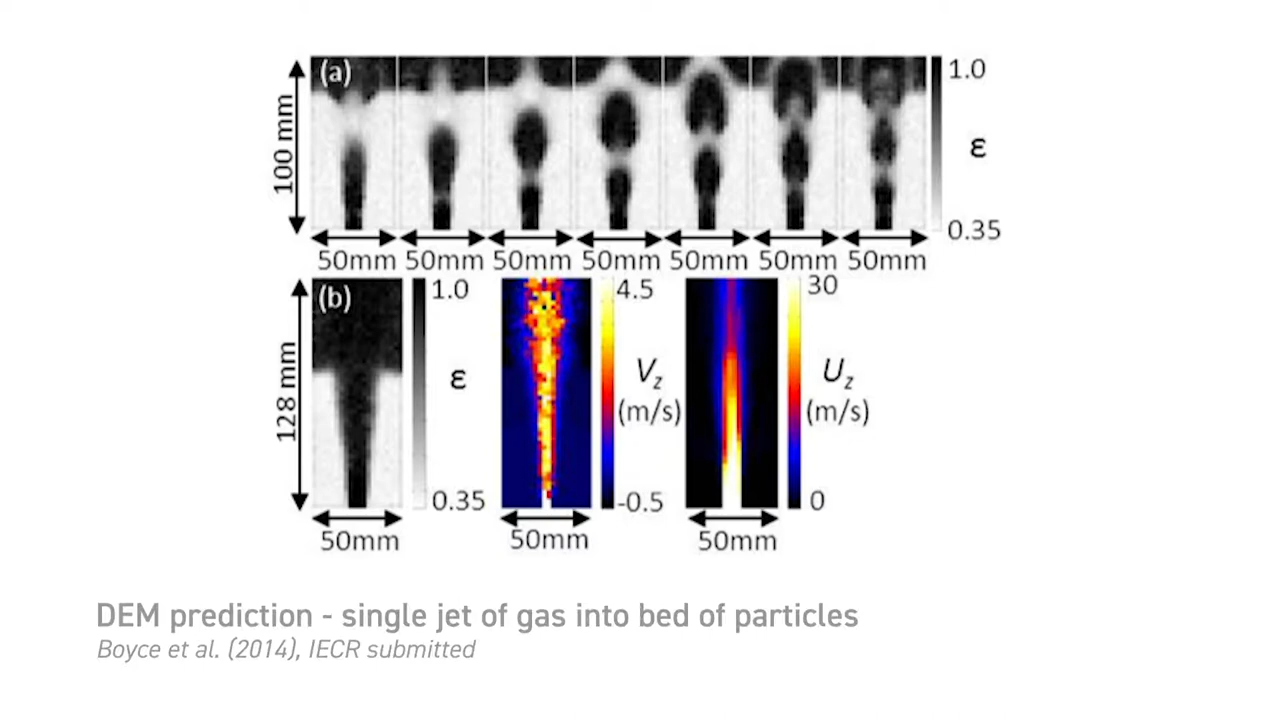 (a)
1.0
100 mm
ε
0.35
50mm 50mm 50mm 50mm 50mm 50mm 50mm
(b)
1.0
4.5
30
128 mm
ε
Vz
(m/s)
Uz
(m/s)
0.35
-0.5
0
50mm
50mm
50mm
DEM prediction - single jet of gas into bed of particles
Boyce et al. (2014), IECR submitted